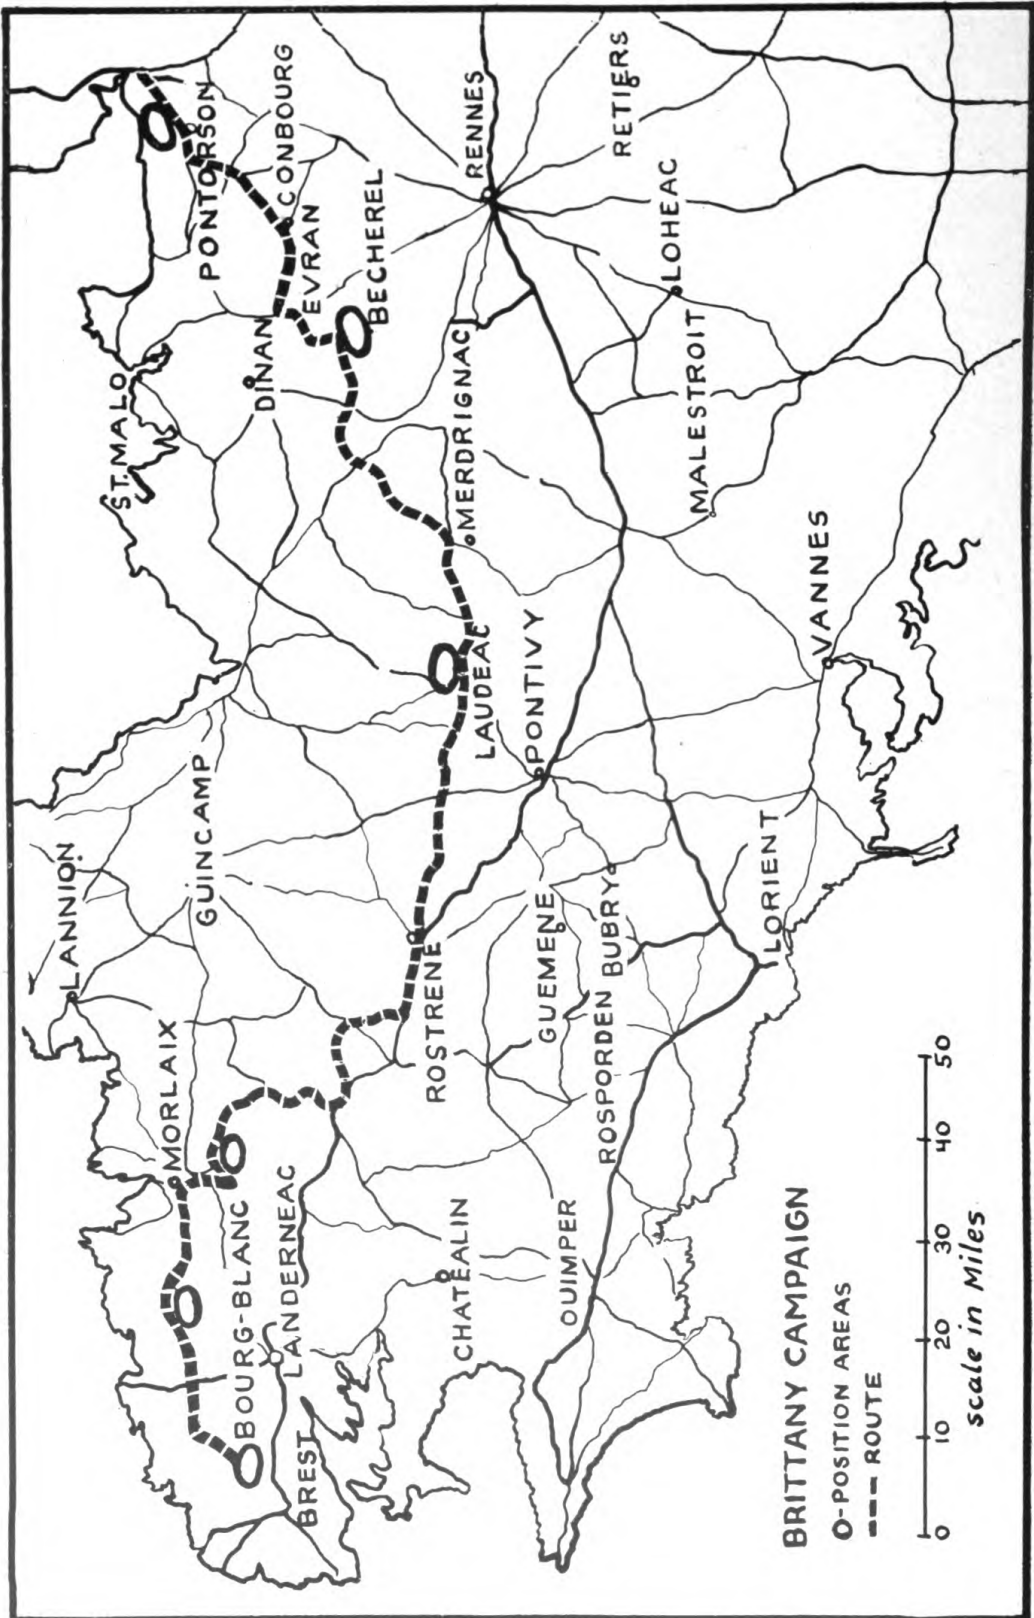 LANNION
ST. MALO
MORLAIX
GUINCAMP
PONTORSON
DINAN
CONBOURG
BOURG-BLANC
EVRAN
LANDERNEAC
BECHEREL
BREST
ROSTRENE
LAUDEAC
MERDRIGNAC
RENNES
CHATEALIN
PONTIVY
GUEMENE
QUIMPER
ROSPORDEN
BUBRY
RETIERS
LOHEAC
MALESTROIT
LORIENT
VANNES
BRITTANY CAMPAIGN
O-POSITION AREAS
--- ROUTE
0 10 20 30 40 50
scale in Miles